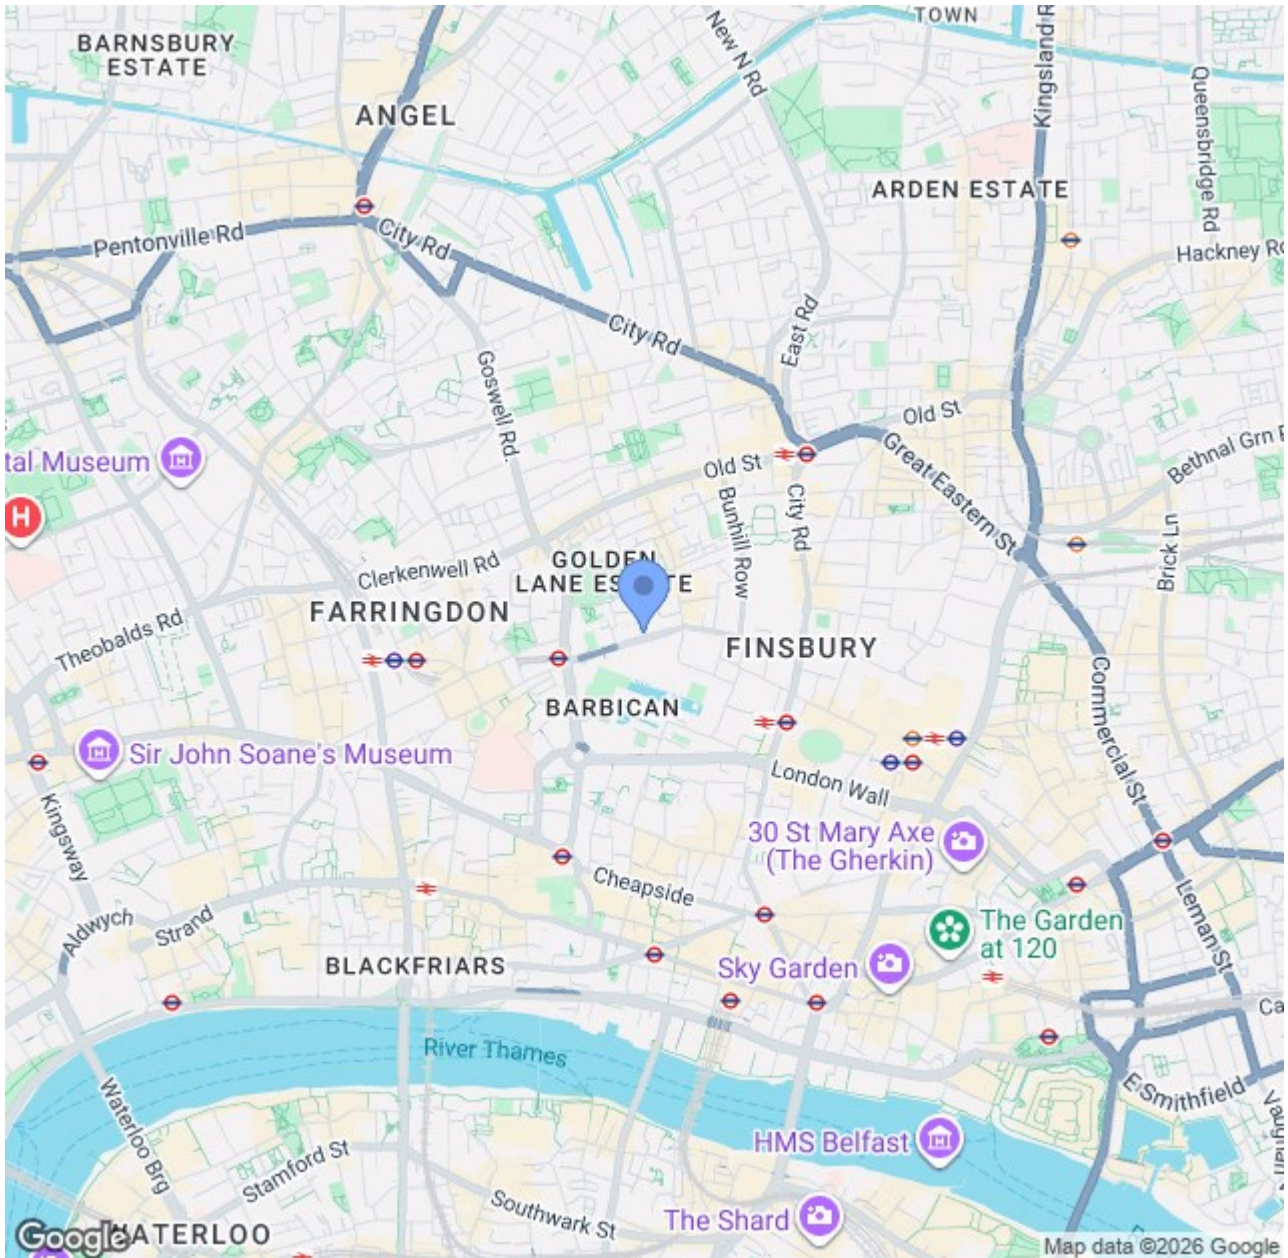 TOWN
BARNSBURY
ESTATE
New N Rd
Kingsland R
Queensbridge Rd
ANGEL
ARDEN ESTATE
Pentonville Rd
City Rd
Hackney Rd
City Rd
East Rd
Goswell Rd.
Old St
tal Museum
Old St
Great Eastern St
Bethnal Grn R
H
Bunhill Row
City Rd
Brick Ln
Clerkenwell Rd
GOLDEN
LANE ESTATE
FARRINGDON
Theobalds Rd
FINSBURY
Commercial St
BARBICAN
Sir John Soane's Museum
London Wall
Kingsway
30 St Mary Axe
(The Gherkin)
Cheapside
Leman St
Aldwych
Strand
The Garden
at 120
BLACKFRIARS
Sky Garden
Ca
River Thames
E Smithfield
Waterloo Brg
HMS Belfast
Stamford St
Southwark St
The Shard
WATERLOO
Google
Map data ©2026 Google